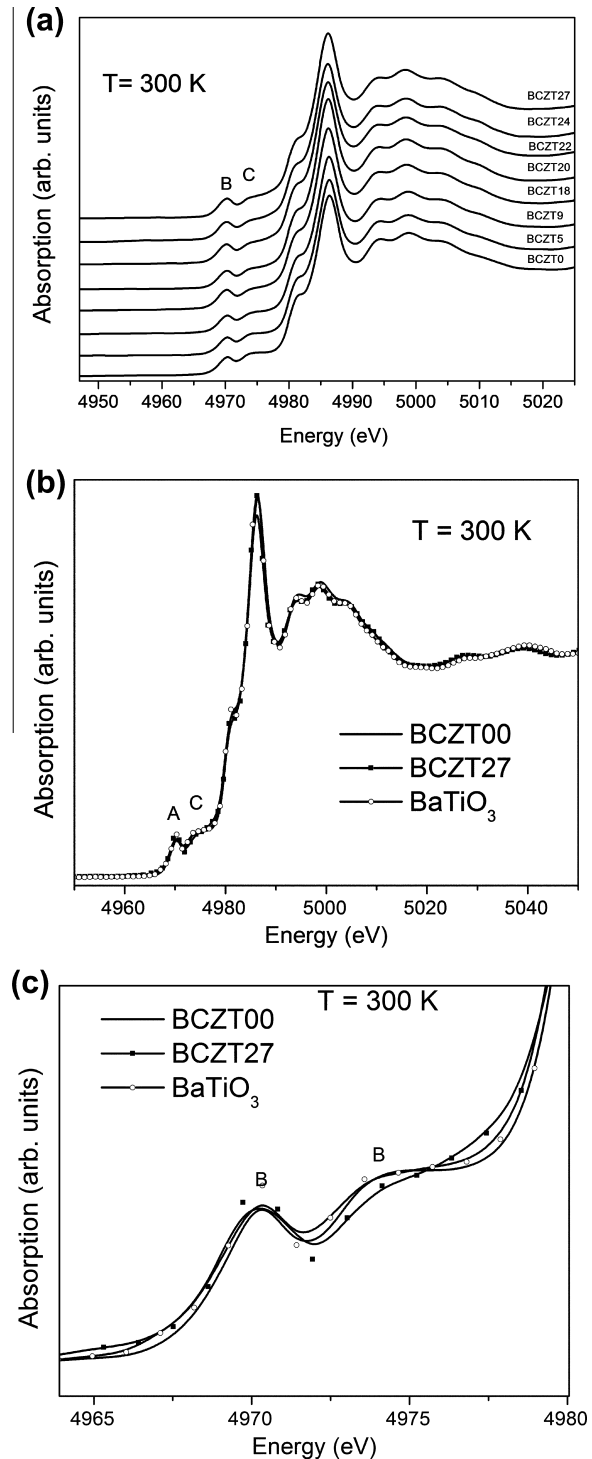 (a)
T= 300 K
B
C
BCZT27
BCZT24
BCZT22
BCZT20
BCZT18
BCZT9
BCZT5
BCZT0
Absorption (arb. units)
4950 4960 4970 4980 4990 5000 5010 5020
Energy (eV)
(b)
T = 300 K
BCZT00
BCZT27
BaTiO3
A
C
Absorption (arb. units)
4960 4980 5000 5020 5040
Energy (eV)
(c)
T = 300 K
BCZT00
BCZT27
BaTiO3
B
B
Absorption (arb. units)
4965 4970 4975 4980
Energy (eV)